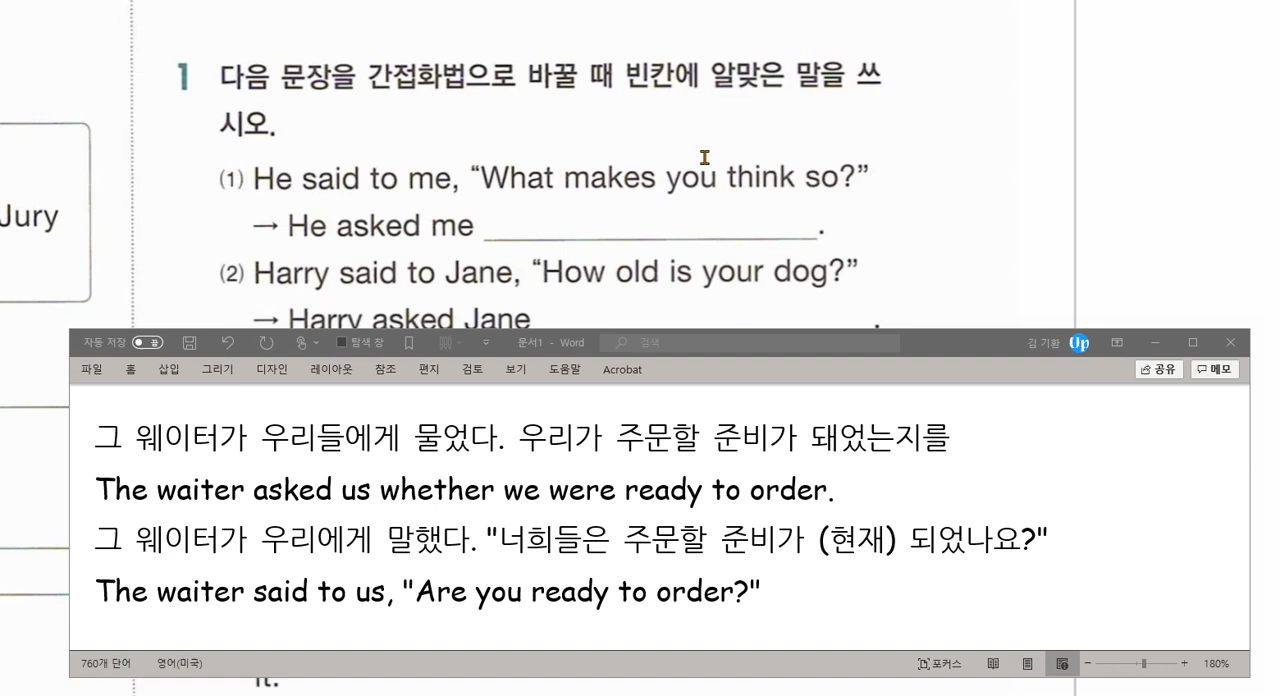 1 다음 문장을 간접화법으로 바꿀 때 빈칸에 알맞은 말을 쓰
시오.
(1) He said to me, “What makes you think so?”
Jury
→ He asked me ____________.
(2) Harry said to Jane, “How old is your dog?”
→ Harry asked Jane ____________.
자동 저장 끔 탐색 창 문서1 - Word 검색 김 기환 Up
파일 홈 삽입 그리기 디자인 레이아웃 참조 편지 검토 보기 도움말 Acrobat 공유 메모
그 웨이터가 우리들에게 물었다. 우리가 주문할 준비가 돼었는지를
The waiter asked us whether we were ready to order.
그 웨이터가 우리에게 말했다. "너희들은 주문할 준비가 (현재) 되었나요?"
The waiter said to us, "Are you ready to order?"
760개 단어 영어(미국) 포커스 180%
it.